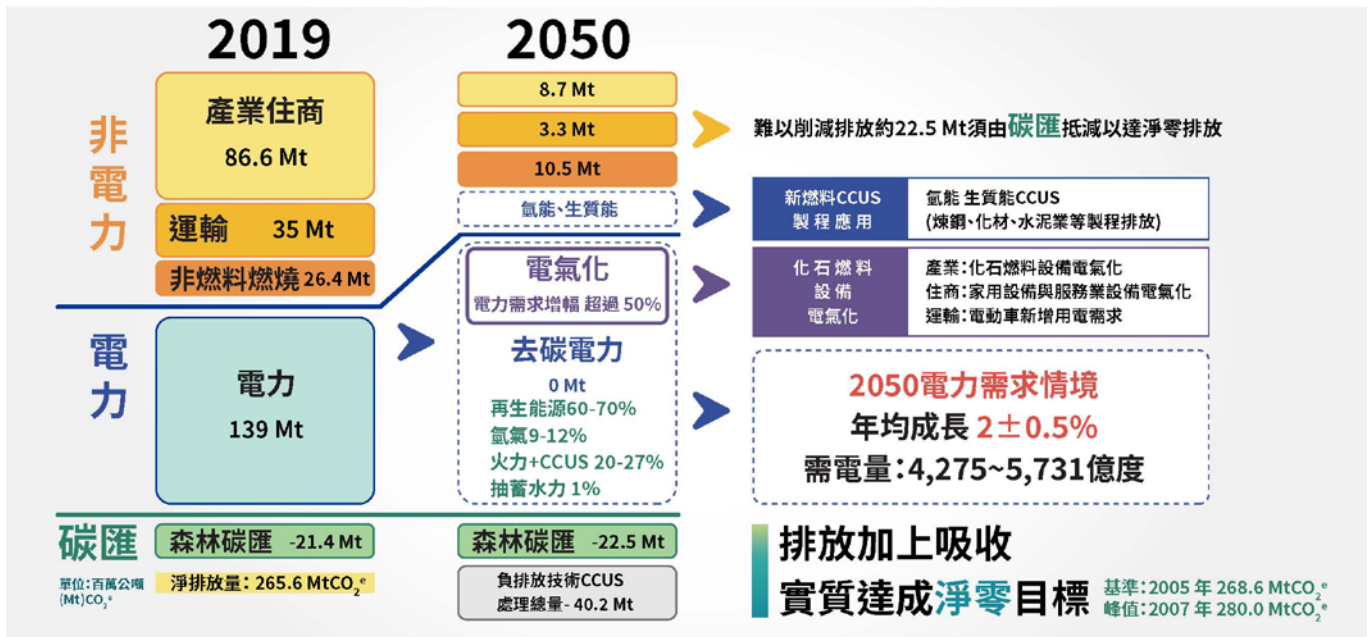 2019
2050
非電力
產業住商
86.6 Mt
運輸 35 Mt
非燃料燃燒 26.4 Mt
8.7 Mt
3.3 Mt
10.5 Mt
氫能、生質能
難以削減排放約22.5 Mt須由碳匯抵減以達淨零排放
新燃料CCUS
製程應用
氫能 生質能CCUS
(煉鋼、化材、水泥業等製程排放)
電力
電力
139 Mt
電氣化
電力需求增幅 超過 50%
去碳電力
0 Mt
再生能源60-70%
氫氣9-12%
火力+CCUS 20-27%
抽蓄水力 1%
化石燃料
設備
電氣化
產業:化石燃料設備電氣化
住商:家用設備與服務業設備電氣化
運輸:電動車新增用電需求
2050電力需求情境
年均成長 2±0.5%
需電量:4,275~5,731億度
碳匯
單位:百萬公噸
(Mt)CO₂ᵉ
森林碳匯 -21.4 Mt
淨排放量: 265.6 MtCO₂ᵉ
森林碳匯 -22.5 Mt
負排放技術CCUS
處理總量- 40.2 Mt
排放加上吸收
實質達成淨零目標
基準:2005 年 268.6 MtCO₂ᵉ
峰值:2007 年 280.0 MtCO₂ᵉ